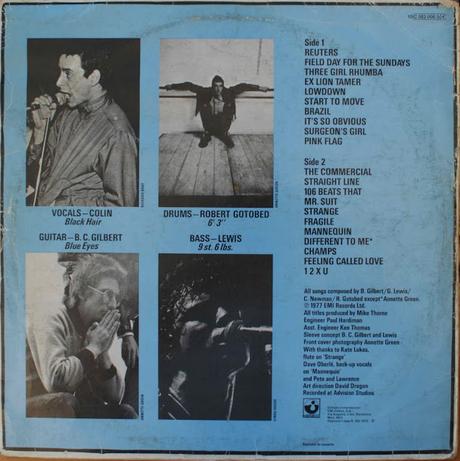 Side 1
REUTERS
FIELD DAY FOR THE SUNDAYS
THREE GIRL RHUMBA
EX LION TAMER
LOWDOWN
START TO MOVE
BRAZIL
IT'S SO OBVIOUS
SURGEON'S GIRL
PINK FLAG
Side 2
THE COMMERCIAL
STRAIGHT LINE
106 BEATS THAT
MR. SUIT
STRANGE
FRAGILE
MANNEQUIN
DIFFERENT TO ME*
CHAMPS
FEELING CALLED LOVE
1 2 X U
VOCALS—COLIN
Black Hair
DRUMS—ROBERT GOTOBED
6' 3"
GUITAR—B. C. GILBERT
Blue Eyes
BASS—LEWIS
9 st. 6 lbs.
All songs composed by B. Gilbert/G. Lewis/
C. Newman/R. Gotobed except*Annette Green.
℗ 1977 EMI Records Ltd.
All titles produced by Mike Thorne
Engineer Paul Hardiman
Asst. Engineer Ken Thomas
Sleeve concept B. C. Gilbert and Lewis
Front cover photography Annette Green
With thanks to Kate Lukas,
flute on 'Strange'
Dave Oberlé, back-up vocals
on 'Mannequin'
and Pete and Lawrence
Art direction David Dragon
Recorded at Advision Studios